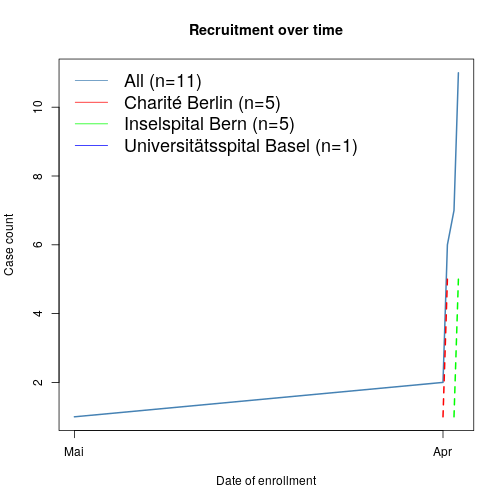 Recruitment over time
All (n=11)
Charité Berlin (n=5)
Inselspital Bern (n=5)
Universitätsspital Basel (n=1)
Case count
10
8
6
4
2
Mai Apr
Date of enrollment